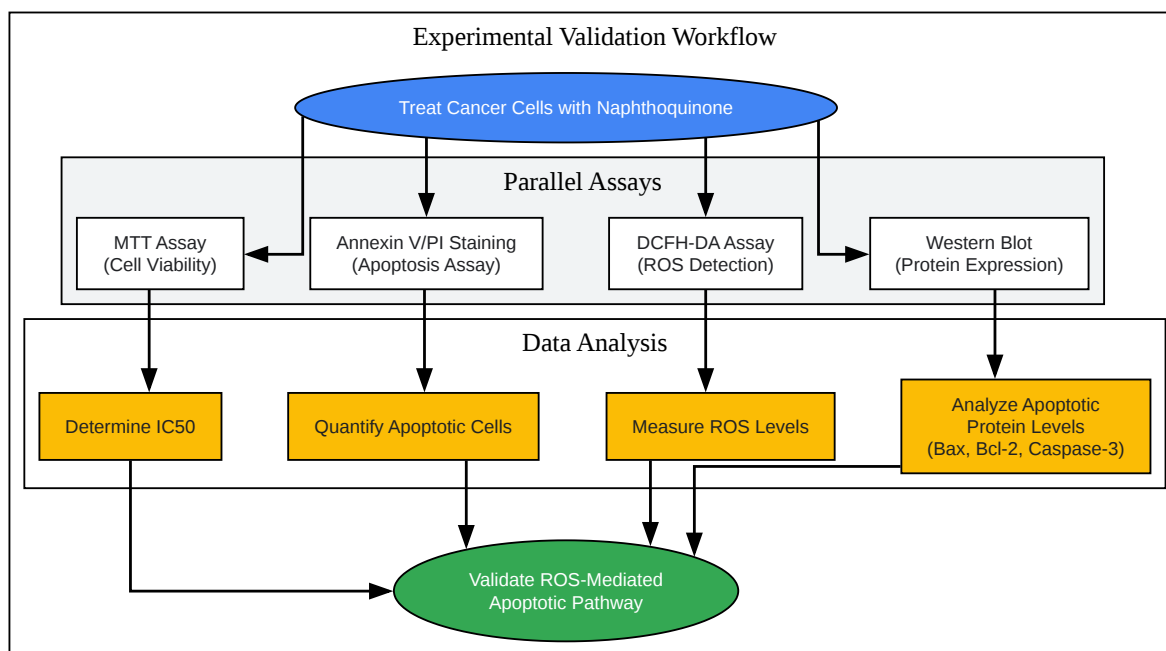 Experimental Validation Workflow
Treat Cancer Cells with Naphthoquinone
Parallel Assays
MTT Assay
(Cell Viability)
Annexin V/PI Staining
(Apoptosis Assay)
DCFH-DA Assay
(ROS Detection)
Western Blot
(Protein Expression)
Data Analysis
Determine IC50
Quantify Apoptotic Cells
Measure ROS Levels
Analyze Apoptotic
Protein Levels
(Bax, Bcl-2, Caspase-3)
Validate ROS-Mediated
Apoptotic Pathway